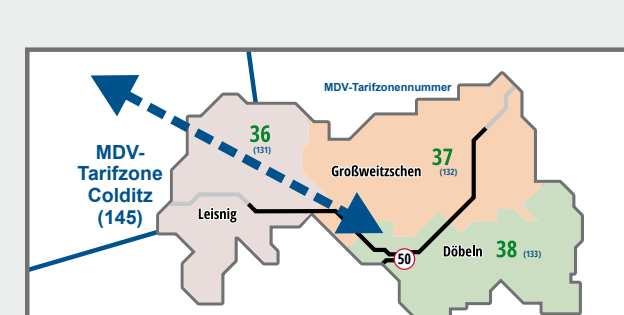 MDV-Tarifzonennummer
36
(131)
MDV-
Tarifzone
Colditz
(145)
37
(132)
Großweitzschen
Leisnig
Döbeln
38
(133)
50